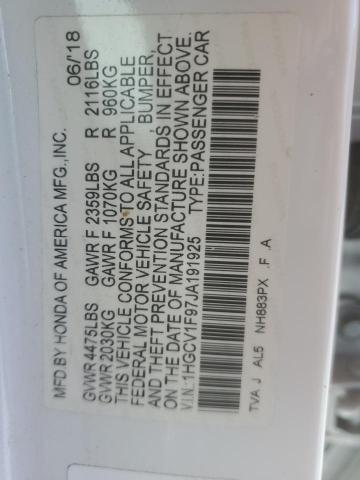 MFD BY HONDA OF AMERICA MFG.,INC. 06/18
GVWR 4475LBS GAWR F 2359LBS R 2116LBS
GVWR 2030KG GAWR F 1070KG R 960KG
THIS VEHICLE CONFORMS TO ALL APPLICABLE
FEDERAL MOTOR VEHICLE SAFETY , BUMPER,
AND THEFT PREVENTION STANDARDS IN EFFECT
ON THE DATE OF MANUFACTURE SHOWN ABOVE.
V.I.N.:1HGCV1F97JA191925 TYPE:PASSENGER CAR
TVA J AL5 NH883PX .F .A